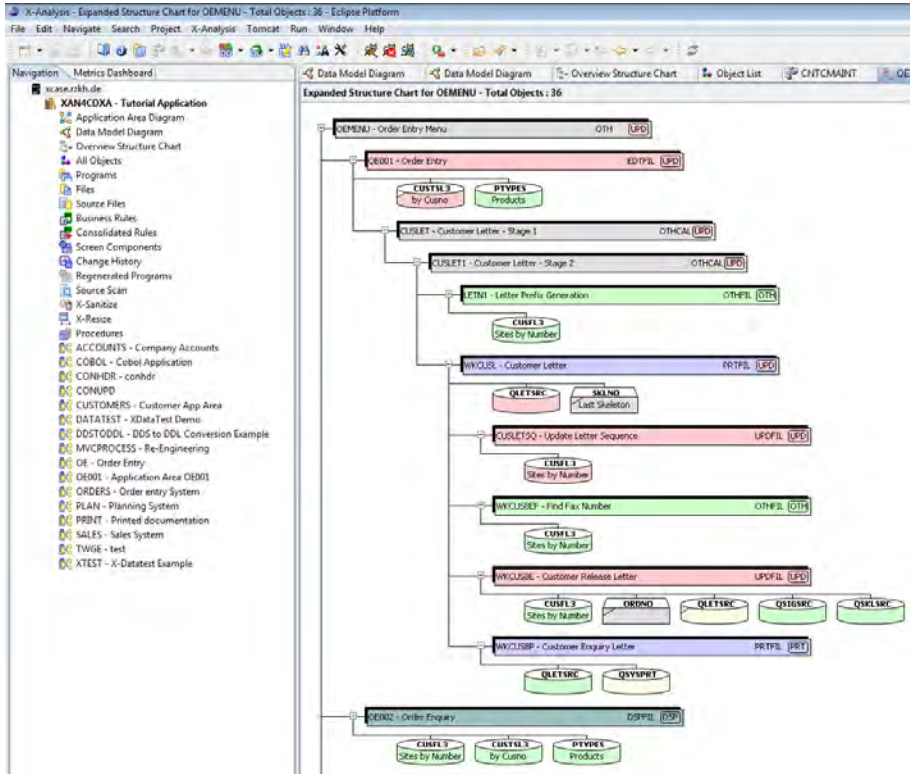 X-Analysis - Expanded Structure Chart for OEMENU - Total Objects : 36 - Eclipse Platform
File Edit Navigate Search Project X-Analysis Tomcat Run Window Help
Navigation Metrics Dashboard
Data Model Diagram Data Model Diagram Overview Structure Chart Object List CNTCMAINT OE
xcase.rzkh.de
XAN4CDXA - Tutorial Application
Application Area Diagram
Data Model Diagram
Overview Structure Chart
All Objects
Programs
Files
Source Files
Business Rules
Consolidated Rules
Screen Components
Change History
Regenerated Programs
Source Scan
X-Sanitize
X-Resize
Procedures
ACCOUNTS - Company Accounts
COBOL - Cobol Application
CONHDR - conhdr
CONUPD
CUSTOMERS - Customer App Area
DATATEST - XDataTest Demo
DDSTODDL - DDS to DDL Conversion Example
MVCPROCESS - Re-Engineering
OE - Order Entry
OE001 - Application Area OE001
ORDERS - Order entry System
PLAN - Planning System
PRINT - Printed documentation
SALES - Sales System
TWGE - test
XTEST - X-Datatest Example
Expanded Structure Chart for OEMENU - Total Objects : 36
OEMENU - Order Entry Menu OTH UPD
OE001 - Order Entry EDTFIL UPD
CUSTSL3 PTYPES
by Cusno Products
CUSLET - Customer Letter - Stage 1 OTHCAL UPD
CUSLET1 - Customer Letter - Stage 2 OTHCAL UPD
LETN1 - Letter Prefix Generation OTHFIL OTH
CUSFL3
Sites by Number
WKCUSL - Customer Letter PRTFIL UPD
QLETSRC SKLNO
Last Skeleton
CUSLETSQ - Update Letter Sequence UPDFIL UPD
CUSFL3
Sites by Number
WKCUS8EF - Find Fax Number OTHFIL OTH
CUSFL3
Sites by Number
WKCUS8E - Customer Release Letter UPDFIL UPD
CUSFL3 ORDNO QLETSRC QSIGSRC QSKLSRC
Sites by Number
WKCUS8P - Customer Enquiry Letter PRTFIL PRT
QLETSRC QSYSPRT
OE002 - Order Enquiry DSPFIL DSP
CUSFL3 CUSTSL3 PTYPES
Sites by Number by Cusno Products